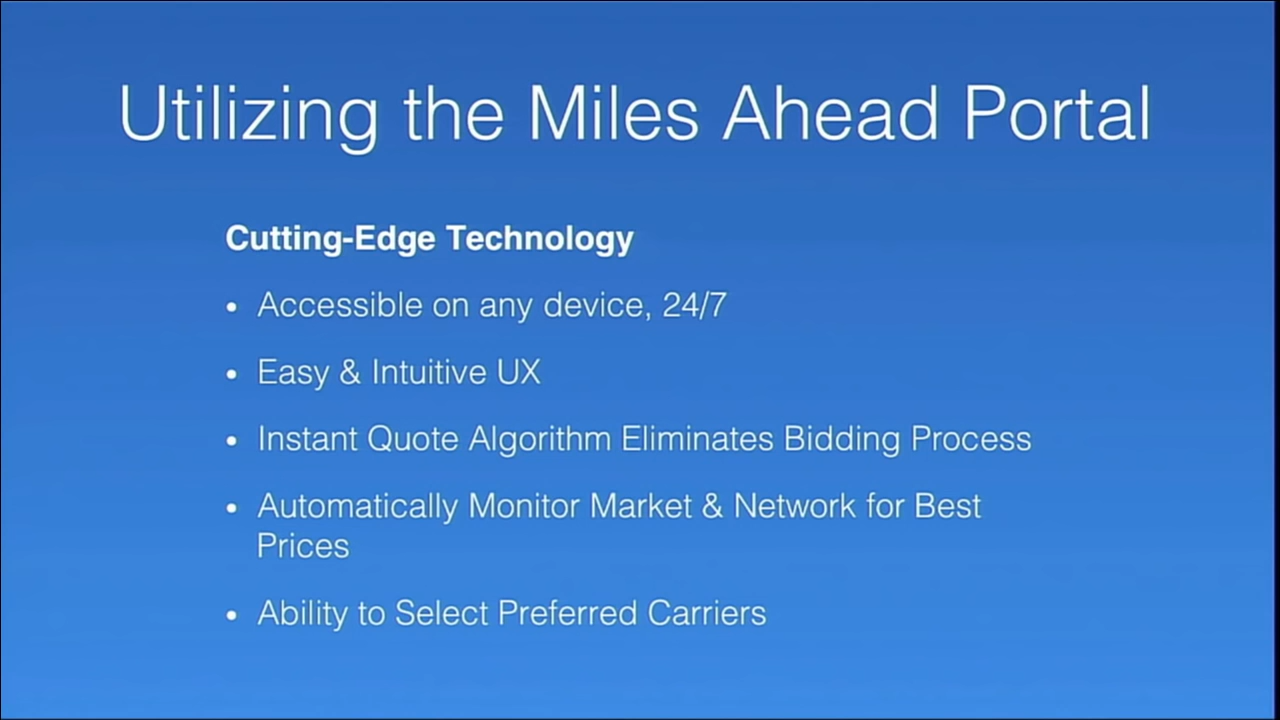 Utilizing the Miles Ahead Portal
Cutting-Edge Technology
• Accessible on any device, 24/7
• Easy & Intuitive UX
• Instant Quote Algorithm Eliminates Bidding Process
• Automatically Monitor Market & Network for Best
Prices
• Ability to Select Preferred Carriers